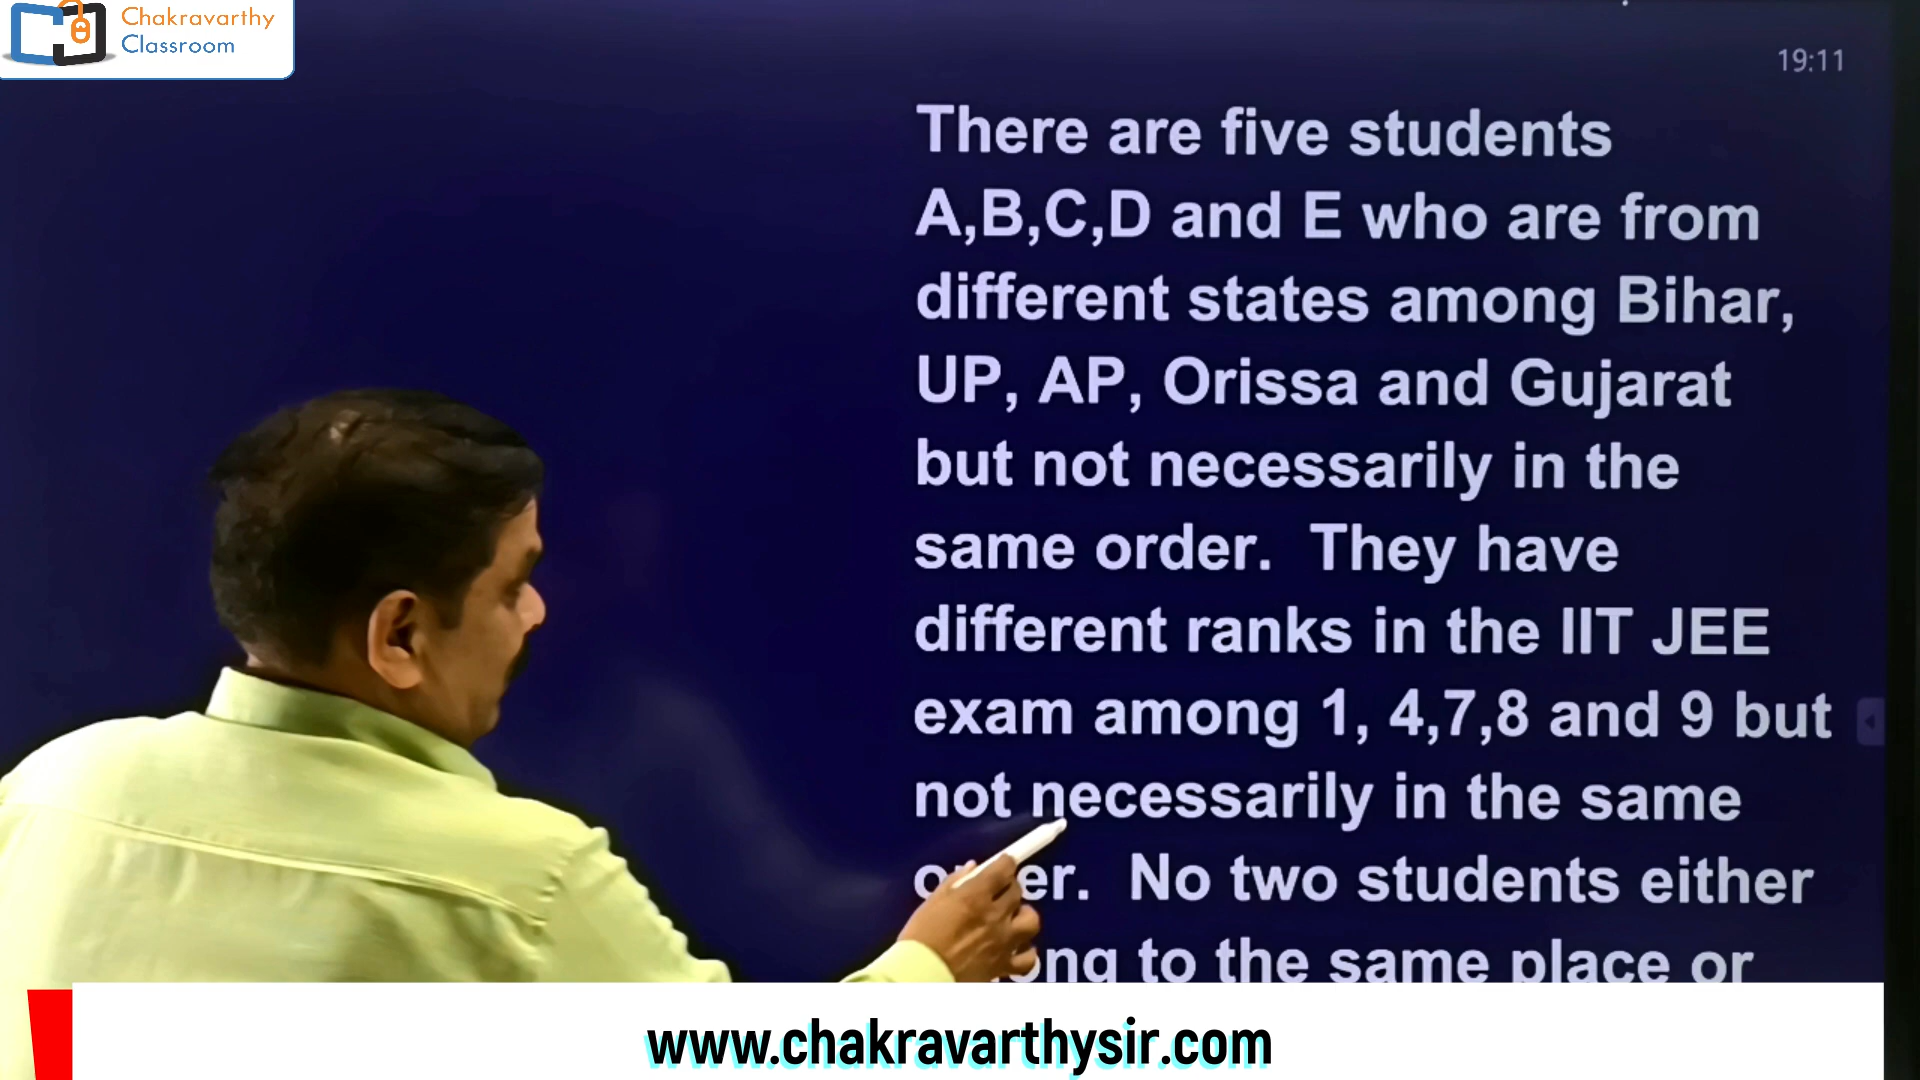 Chakravarthy
Classroom
19:11
There are five students
A,B,C,D and E who are from
different states among Bihar,
UP, AP, Orissa and Gujarat
but not necessarily in the
same order. They have
different ranks in the IIT JEE
exam among 1, 4,7,8 and 9 but
not necessarily in the same
er. No two students either
ong to the same place or
www.chakravarthysir.com